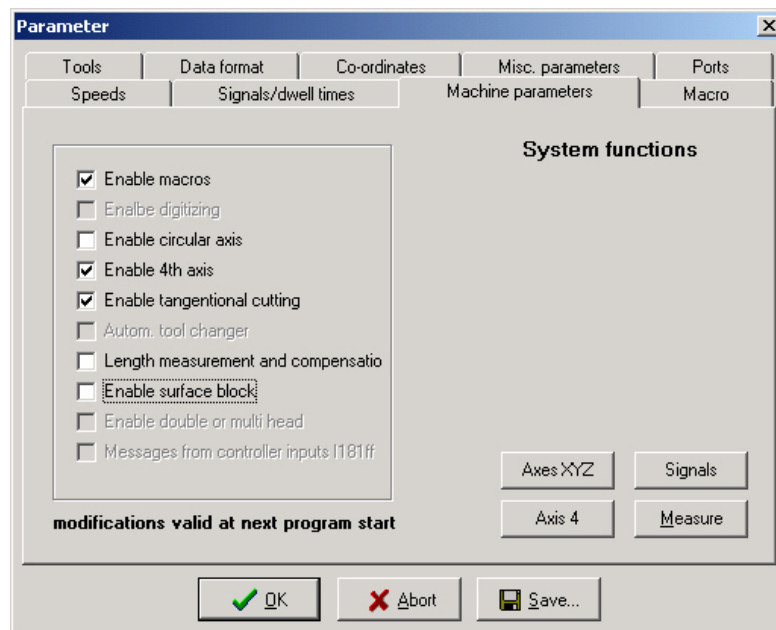 Parameter
Tools Data format Co-ordinates Misc. parameters Ports
Speeds Signals/dwell times Machine parameters Macro
System functions
Enable macros
Enalbe digitizing
Enable circular axis
Enable 4th axis
Enable tangentional cutting
Autom. tool changer
Length measurement and compensatio
Enable surface block
Enable double or multi head
Messages from controller inputs I181ff
Axes XYZ Signals
modifications valid at next program start
Axis 4 Measure
OK Abort Save...